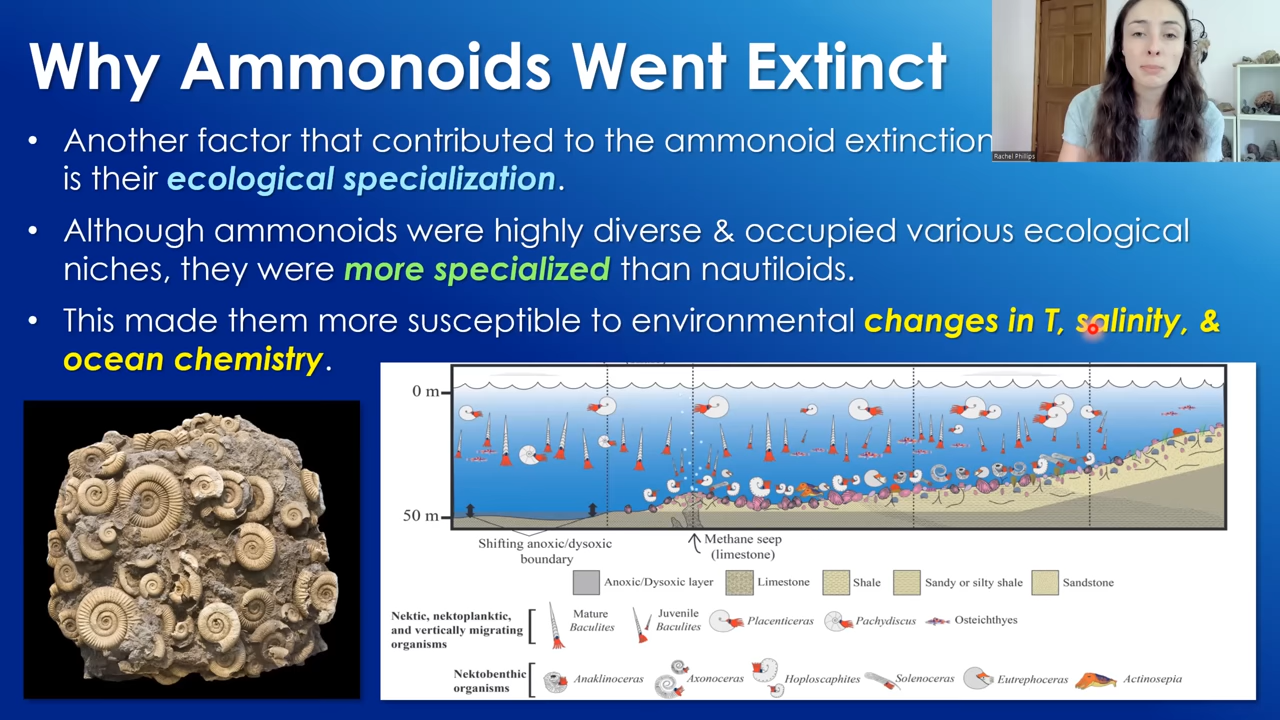 Why Ammonoids Went Extinct
Rachel Phillips
• Another factor that contributed to the ammonoid extinction
is their ecological specialization.
• Although ammonoids were highly diverse & occupied various ecological
niches, they were more specialized than nautiloids.
• This made them more susceptible to environmental changes in T, salinity, &
ocean chemistry.
0 m
50 m
Shifting anoxic/dysoxic
boundary
Methane seep
(limestone)
Anoxic/Dysoxic layer
Limestone
Shale
Sandy or silty shale
Sandstone
Nektic, nektoplanktic,
and vertically migrating
organisms
Mature
Baculites
Juvenile
Baculites
Placenticeras
Pachydiscus
Osteichthyes
Nektobenthic
organisms
Anaklinoceras
Axonoceras
Hoploscaphites
Solenoceras
Eutrephoceras
Actinosepia